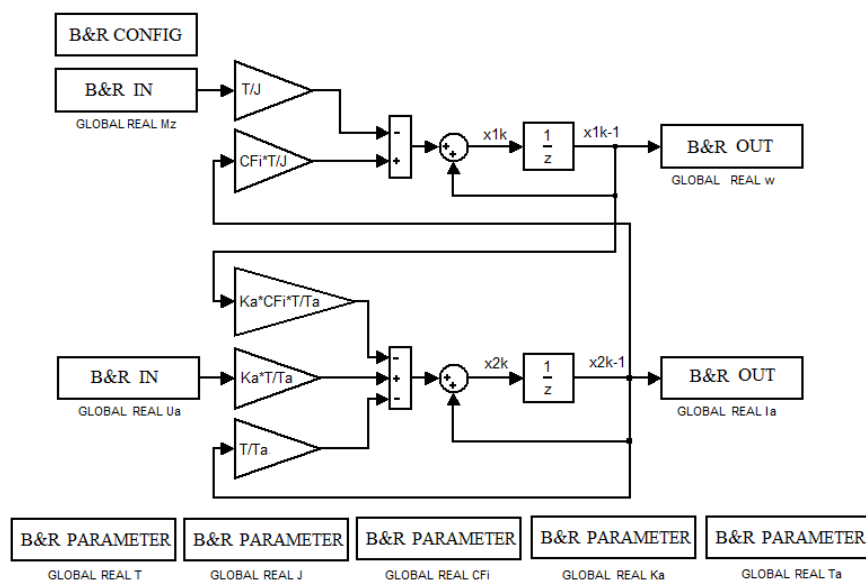 B&R CONFIG
B&R IN
GLOBAL REAL Mz
T/J
CFi*T/J
-
+
+
+
x1k
1
z
x1k-1
B&R OUT
GLOBAL REAL w
Ka*CFi*T/Ta
B&R IN
GLOBAL REAL Ua
Ka*T/Ta
T/Ta
-
+
-
+
+
x2k
1
z
x2k-1
B&R OUT
GLOBAL REAL Ia
B&R PARAMETER
GLOBAL REAL T
B&R PARAMETER
GLOBAL REAL J
B&R PARAMETER
GLOBAL REAL CFi
B&R PARAMETER
GLOBAL REAL Ka
B&R PARAMETER
GLOBAL REAL Ta